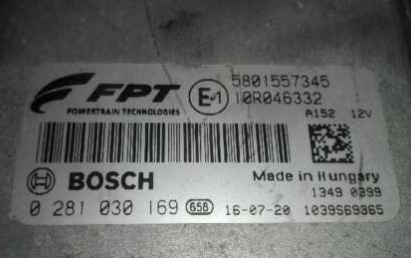 FPT
POWERTRAIN TECHNOLOGIES
E1
5801557345
10R046332
A152 12V
BOSCH
Made in Hungary
1349 0399
0 281 030 169 658 16-07-20 1039S69365